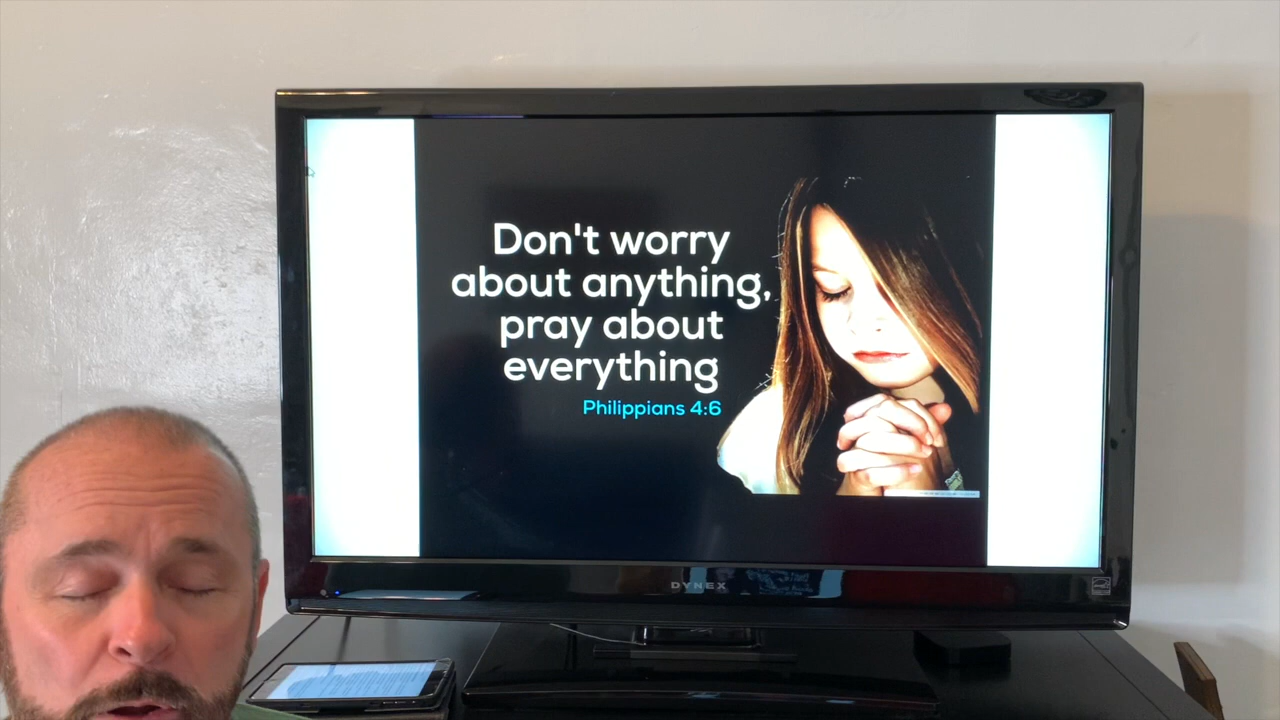 Don't worry
about anything,
pray about
everything
Philippians 4:6
DYNEX